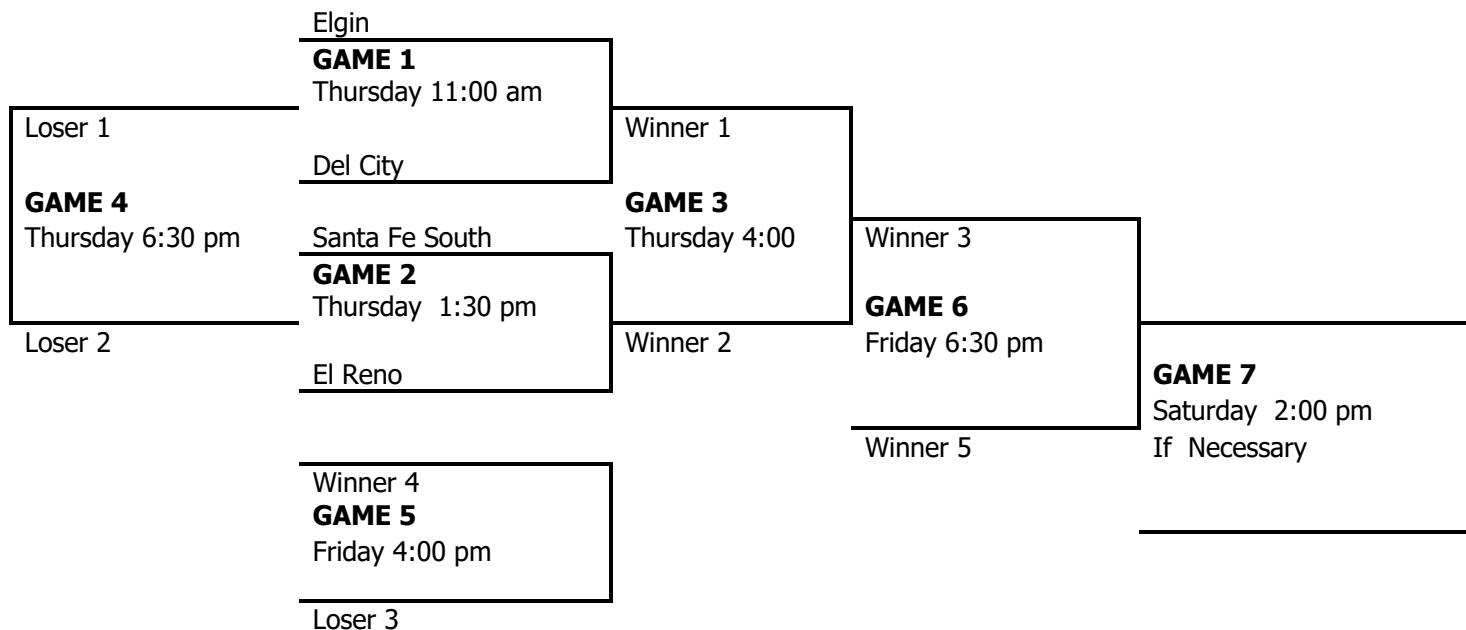 Elgin
GAME 1
Thursday 11:00 am
Loser 1
Winner 1
Del City
GAME 4
GAME 3
Thursday 6:30 pm
Santa Fe South
Thursday 4:00
Winner 3
GAME 2
Thursday 1:30 pm
GAME 6
Loser 2
Winner 2
Friday 6:30 pm
El Reno
GAME 7
Saturday 2:00 pm
Winner 5
If Necessary
Winner 4
GAME 5
Friday 4:00 pm
Loser 3